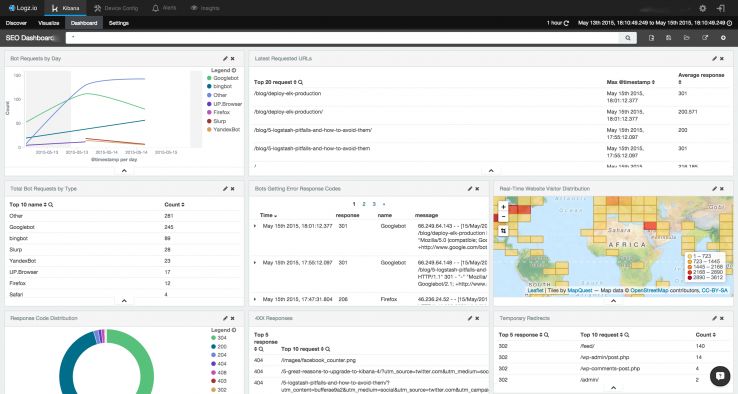 Logz.io Kibana Device Config Alerts Insights
Discover Visualize Dashboard Settings 1 hour May 13th 2015, 18:10:49.249 to May 15th 2015, 18:10:49.249
SEO Dashboard *
Bot Requests by Day
Legend
Googlebot
bingbot
Other
UP.Browser
Firefox
Slurp
YandexBot
150
100
50
0
Count
2015-05-13 2015-05-13 2015-05-14 2015-05-14 2015-05-15
@timestamp per day
Latest Requested URLs
Top 20 request Max @timestamp Average response
/blog/deploy-elk-production May 15th 2015, 18:01:12.377 301
/blog/deploy-elk-production/ May 15th 2015, 18:01:12.377 200.571
/blog/5-logstash-pitfalls-and-how-to-avoid-them/ May 15th 2015, 17:55:12.097 200
/blog/5-logstash-pitfalls-and-how-to-avoid-them May 15th 2015, 17:55:12.097 301
/ May 15th 2015,
Total Bot Requests by Type
Top 10 name Count
Other 281
Googlebot 245
bingbot 89
Slurp 28
YandexBot 23
UP.Browser 17
Firefox 12
Safari 4
Bots Getting Error Response Codes
1 2 3 »
Time response name message
May 15th 2015, 18:01:12.377 301 Googlebot 66.249.64.143 - - [15/May/20
/blog/deploy-elk-production
"Mozilla/5.0 (compatible; Go
+http://www.google.com/bot
May 15th 2015, 17:55:12.097 301 Googlebot 66.249.64.148 - - [15/May/20
/blog/5-logstash-pitfalls-and
HTTP/1.1" 301 - "-" "Mozilla/
Googlebot/2.1; +http://www.
May 15th 2015, 17:47:31.804 206 Firefox 46.236.24.52 - - [15/May/201
Real-Time Website Visitor Distribution
+
−
Atlantic Ocean
Gobi
AFRICA
1 – 723
723 – 1445
1445 – 2168
2168 – 2890
2890 – 3612
Leaflet | Tiles by MapQuest — Map data © OpenStreetMap contributors, CC-BY-SA
Response Code Distribution
Legend
304
200
204
404
408
403
302
4XX Responses
Top 5 response Top 10 request
404 /images/facebook_counter.png
404 /5-great-reasons-to-upgrade-to-kibana-4/?utm_source=twitter.com&utm_medium=
404 /5-logstash-pitfalls-and-how-to-avoid-them/?
utm_content=bufferae9a2&utm_medium=social&utm_source=twitter.com&utm_campaig
Temporary Redirects
Top 5 response Top 10 request Count
302 /feed/ 140
302 /wp-admin/post.php 14
302 /wp-comments-post.php 4
302 /admin/ 2